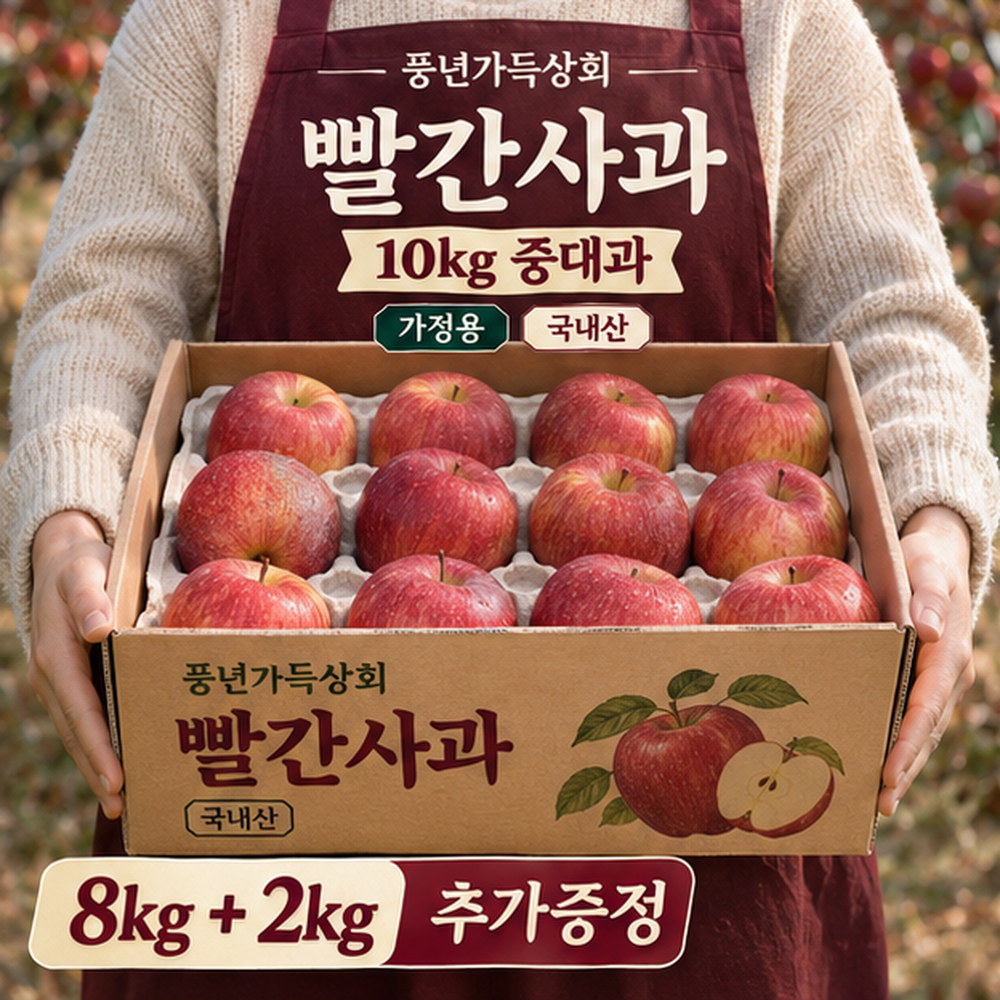 풍년가득상회
빨간사과
10kg 중대과
가정용 국내산
풍년가득상회
빨간사과
국내산
8kg + 2kg 추가증정